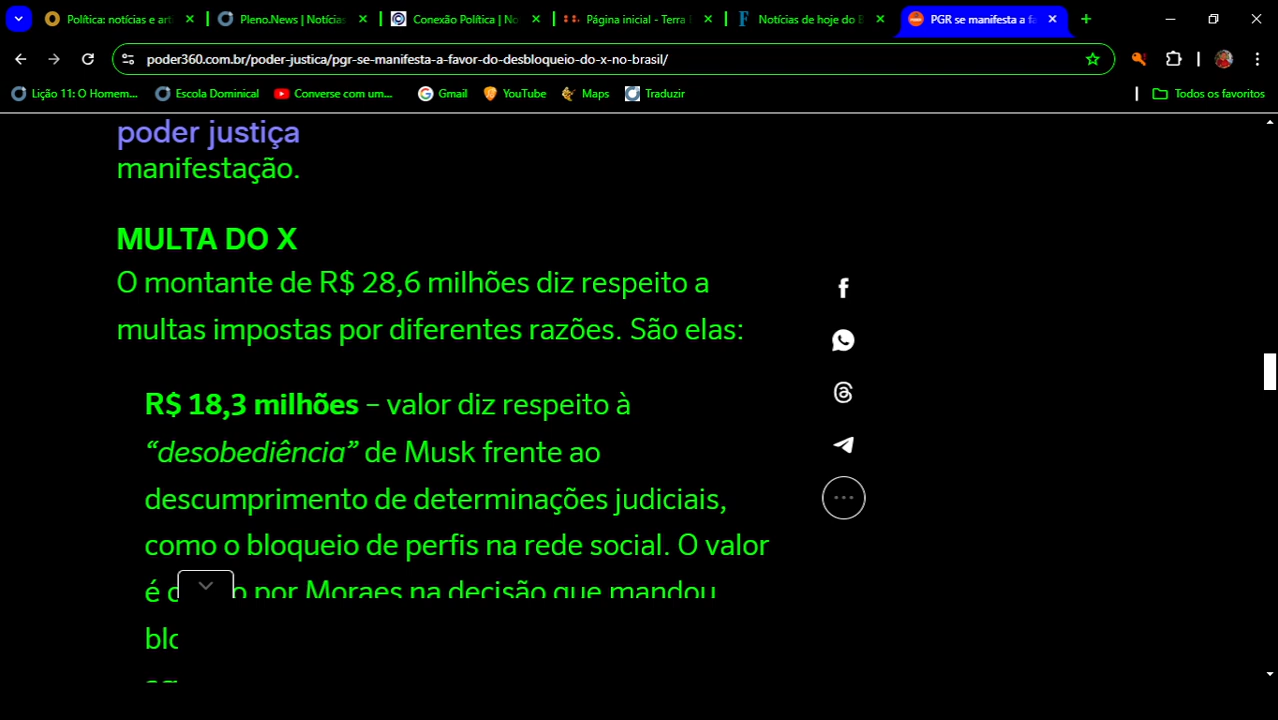 Política: notícias e arti
Pleno.News | Notícias
Conexão Política | No
Página inicial - Terra B
Notícias de hoje do B
PGR se manifesta a fa
poder360.com.br/poder-justica/pgr-se-manifesta-a-favor-do-desbloqueio-do-x-no-brasil/
Lição 11: O Homem...
Escola Dominical
Converse com um...
Gmail
YouTube
Maps
Traduzir
Todos os favoritos
poder justiça
manifestação.
MULTA DO X
O montante de R$ 28,6 milhões diz respeito a
multas impostas por diferentes razões. São elas:
R$ 18,3 milhões – valor diz respeito à
“desobediência” de Musk frente ao
descumprimento de determinações judiciais,
como o bloqueio de perfis na rede social. O valor
é por Moraes na decisão que mandou